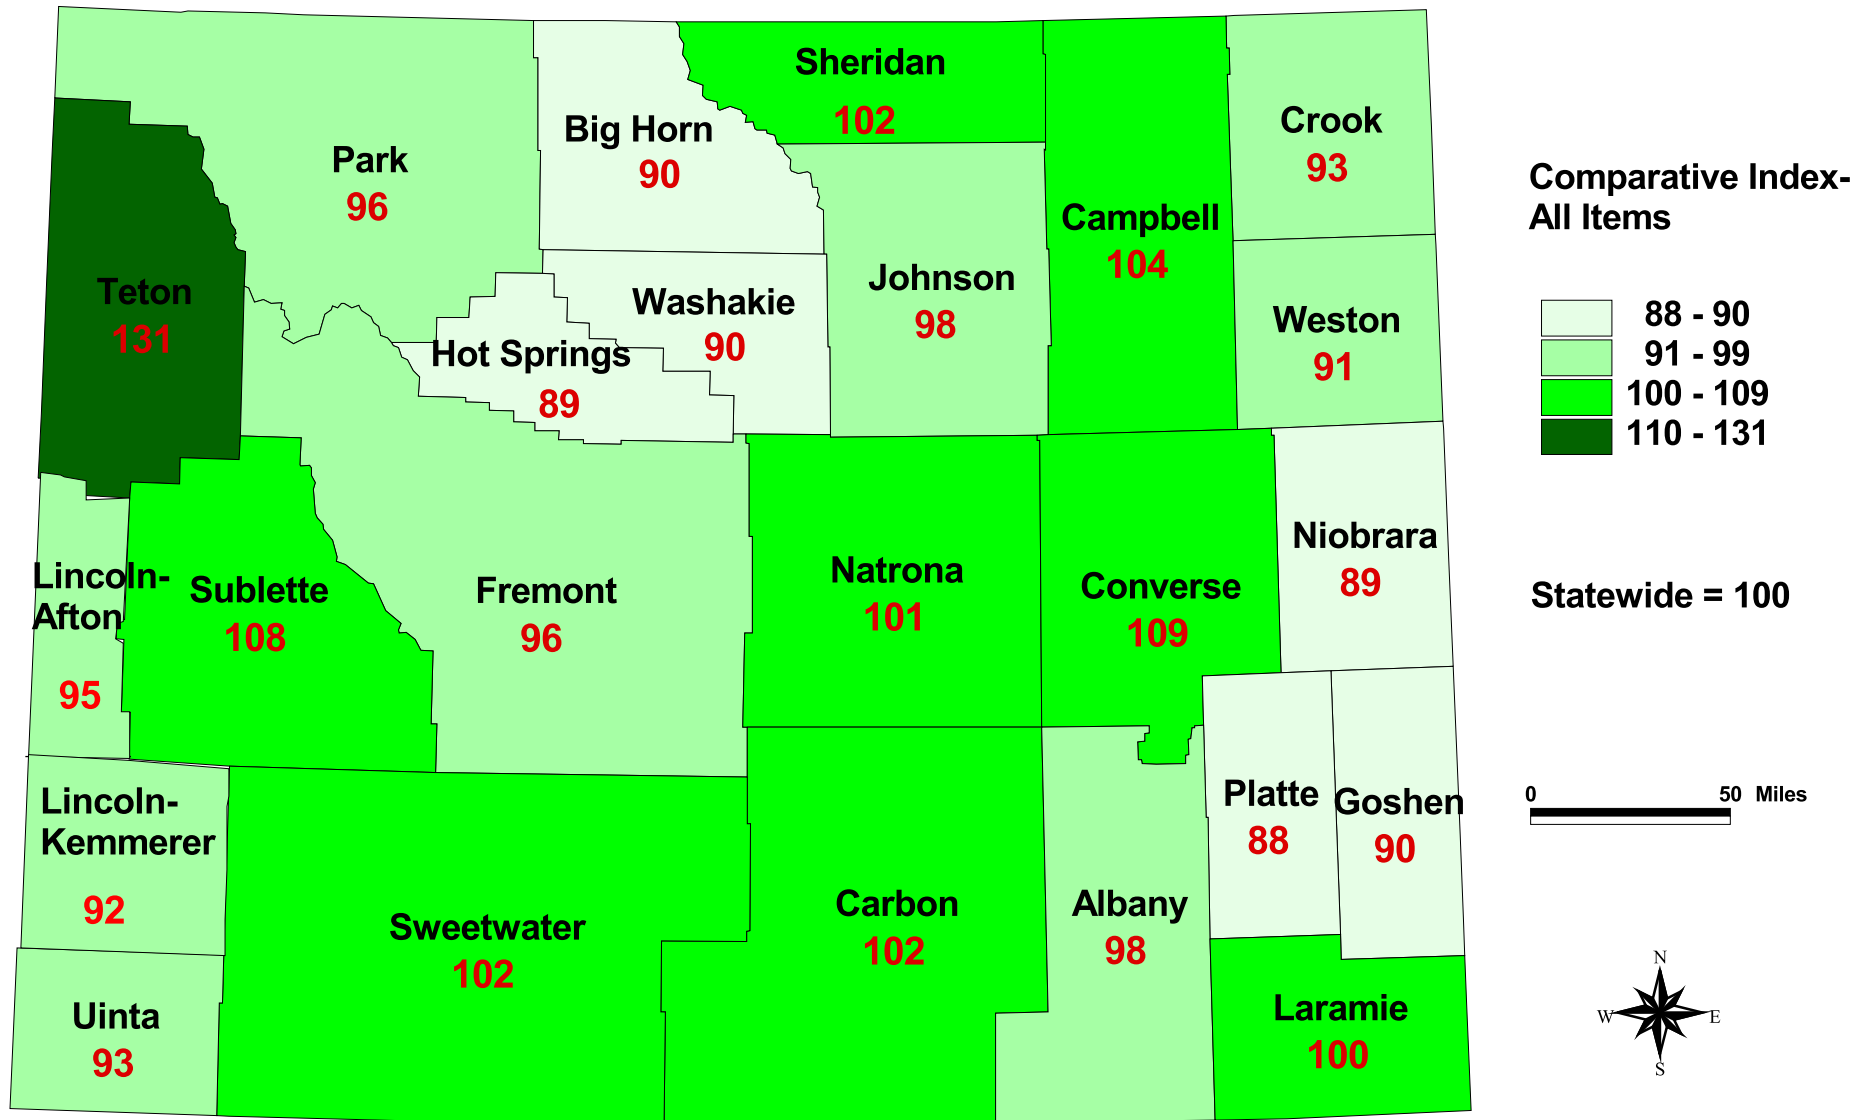 Sheridan
102
Big Horn
90
Crook
93
Park
96
Campbell
104
Teton
131
Johnson
98
Washakie
90
Weston
91
Hot Springs
89
Niobrara
89
Lincoln-
Afton
95
Sublette
108
Fremont
96
Natrona
101
Converse
109
Lincoln-
Kemmerer
92
Platte
88
Goshen
90
Sweetwater
102
Carbon
102
Albany
98
Uinta
93
Laramie
100
Comparative Index-
All Items
88 - 90
91 - 99
100 - 109
110 - 131
Statewide = 100
0 50 Miles
N
W E
S